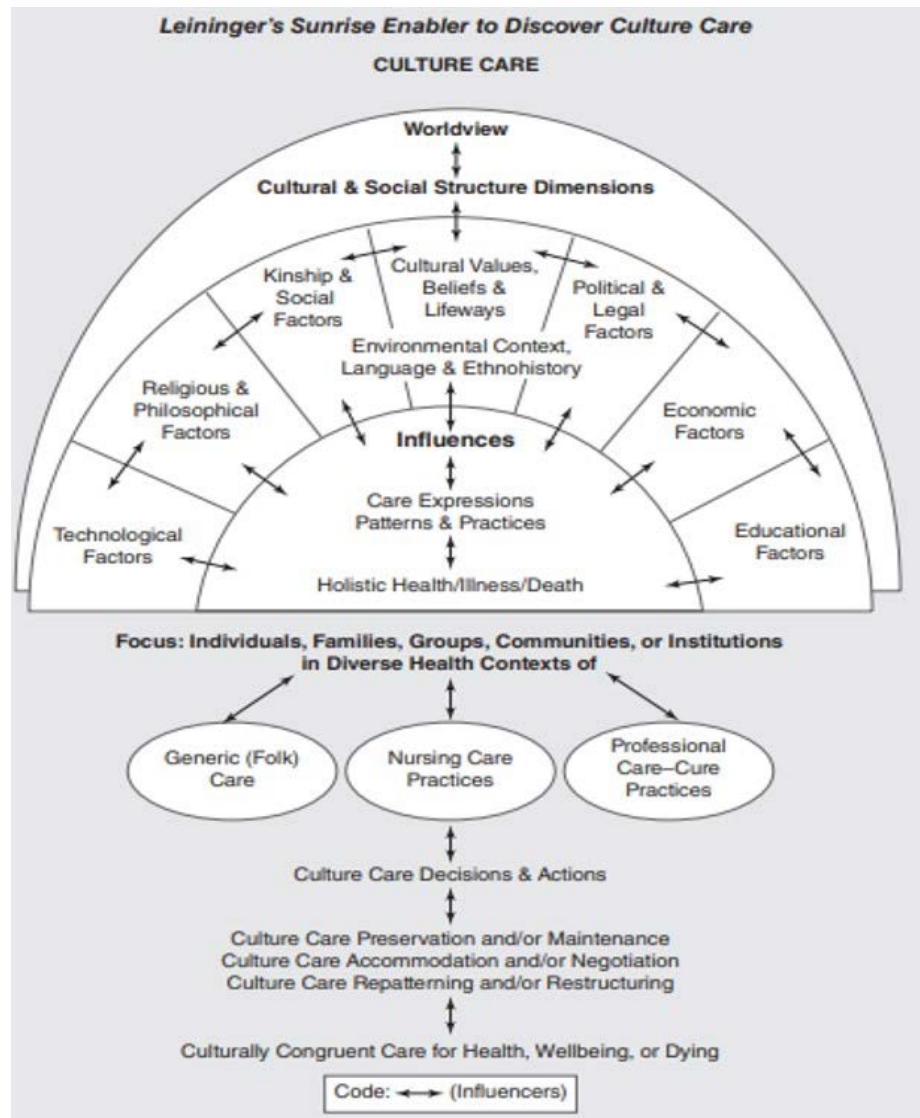 Leininger's Sunrise Enabler to Discover Culture Care
CULTURE CARE
Worldview
Cultural & Social Structure Dimensions
Kinship &
Social
Factors
Cultural Values,
Beliefs &
Lifeways
Political &
Legal
Factors
Environmental Context,
Language & Ethnohistory
Religious &
Philosophical
Factors
Economic
Factors
Influences
Care Expressions
Patterns & Practices
Technological
Factors
Educational
Factors
Holistic Health/Illness/Death
Focus: Individuals, Families, Groups, Communities, or Institutions
in Diverse Health Contexts of
Generic (Folk)
Care
Nursing Care
Practices
Professional
Care–Cure
Practices
Culture Care Decisions & Actions
Culture Care Preservation and/or Maintenance
Culture Care Accommodation and/or Negotiation
Culture Care Repatterning and/or Restructuring
Culturally Congruent Care for Health, Wellbeing, or Dying
Code: ↔ (Influencers)